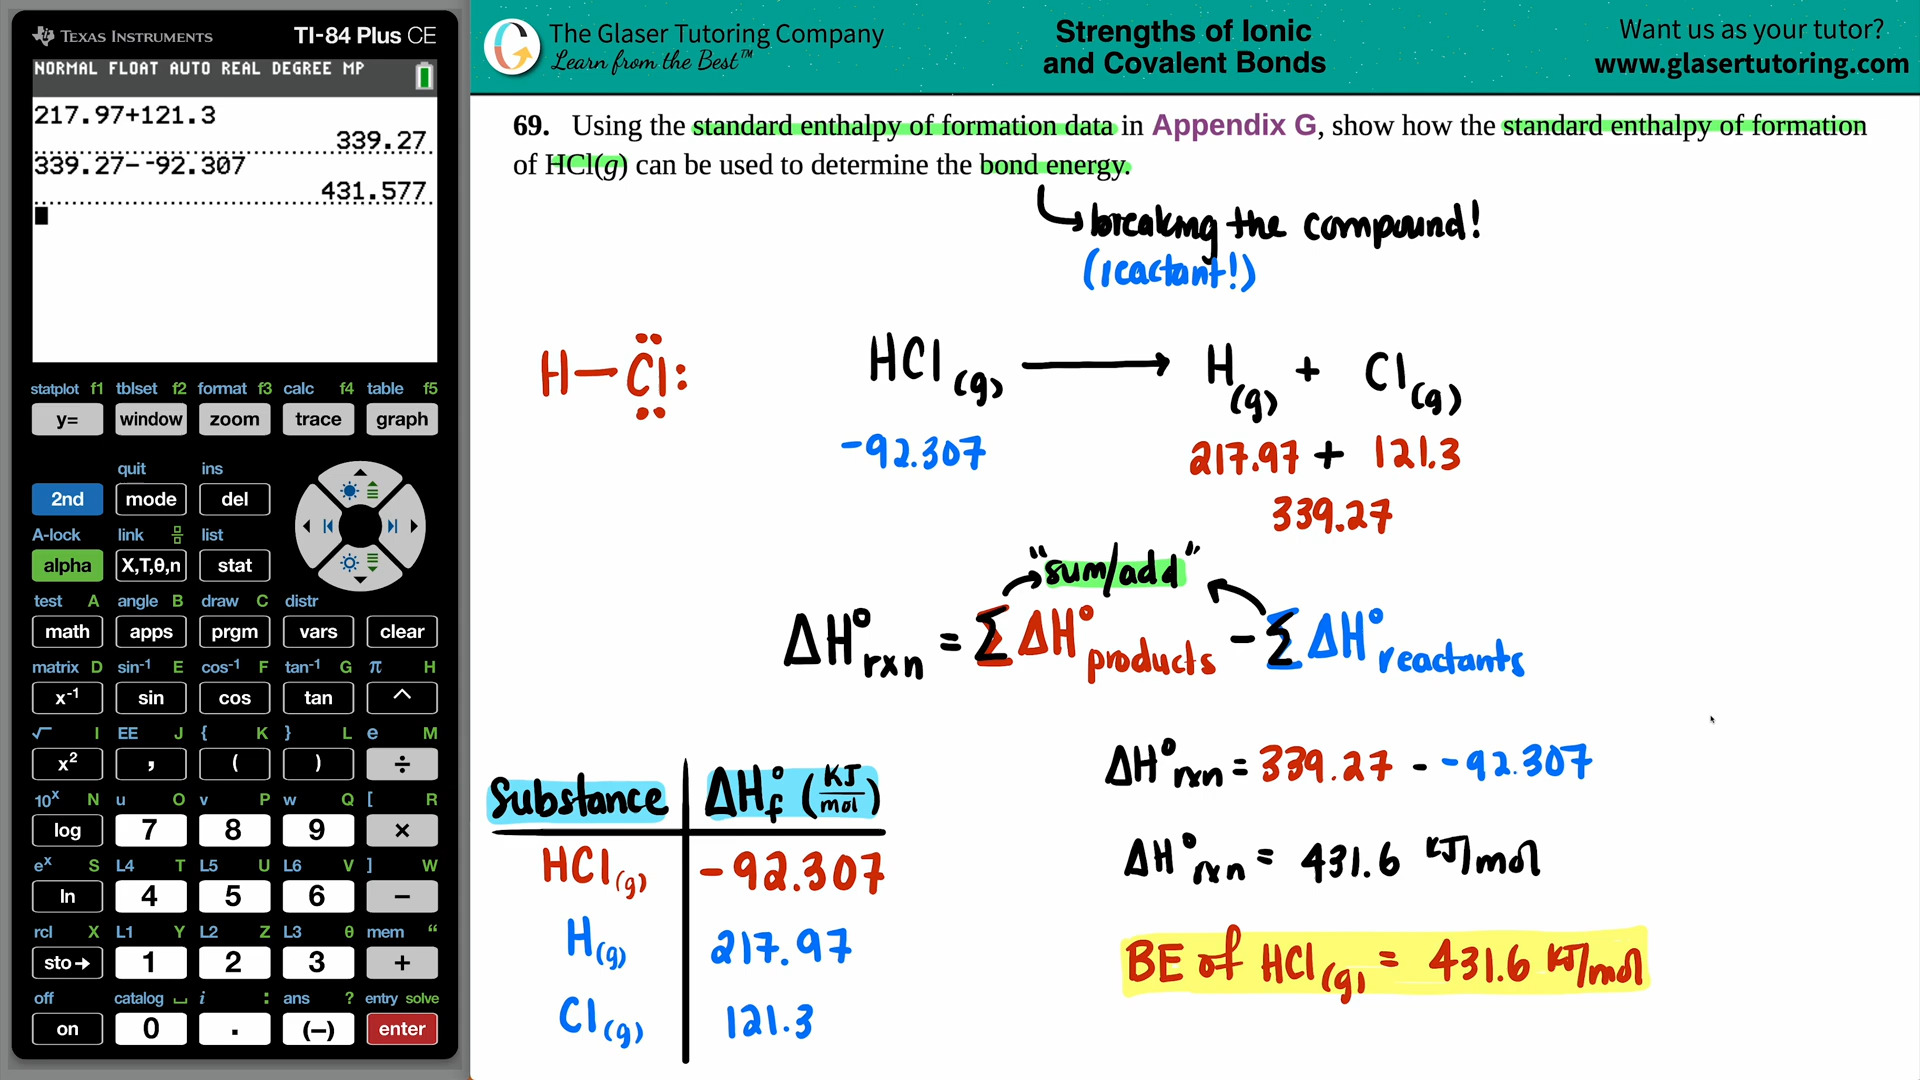 TEXAS INSTRUMENTS TI-84 Plus CE
NORMAL FLOAT AUTO REAL DEGREE MP
217.97+121.3
339.27
339.27--92.307
431.577
statplot f1 tblset f2 format f3 calc f4 table f5
y= window zoom trace graph
quit ins
2nd mode del
A-lock link list
alpha X,T,θ,n stat
test A angle B draw C distr
math apps prgm vars clear
matrix D sin-1 E cos-1 F tan-1 G π H
x-1 sin cos tan ^
√ I EE J { K } L e M
x2 , ( ) ÷
10x N u O v P w Q [ R
log 7 8 9 ×
ex S L4 T L5 U L6 V ] W
ln 4 5 6 −
rcl X L1 Y L2 Z L3 θ mem “
sto→ 1 2 3 +
off catalog ⎵ i : ans ? entry solve
on 0 . (−) enter
The Glaser Tutoring Company
Learn from the Best™
Strengths of Ionic
and Covalent Bonds
Want us as your tutor?
www.glasertutoring.com
69. Using the standard enthalpy of formation data in Appendix G, show how the standard enthalpy of formation
of HCl(g) can be used to determine the bond energy.
breaking the compound!
(reactant!)
H—Cl:
HCl(g) → H(g) + Cl(g)
-92.307 217.97 + 121.3
339.27
"sum/add"
ΔH°rxn = Σ ΔH°products - Σ ΔH°reactants
ΔH°rxn = 339.27 - -92.307
ΔH°rxn = 431.6 KJ/mol
BE of HCl(g) = 431.6 KJ/mol
Substance ΔH°f (KJ/mol)
HCl(g) -92.307
H(g) 217.97
Cl(g) 121.3